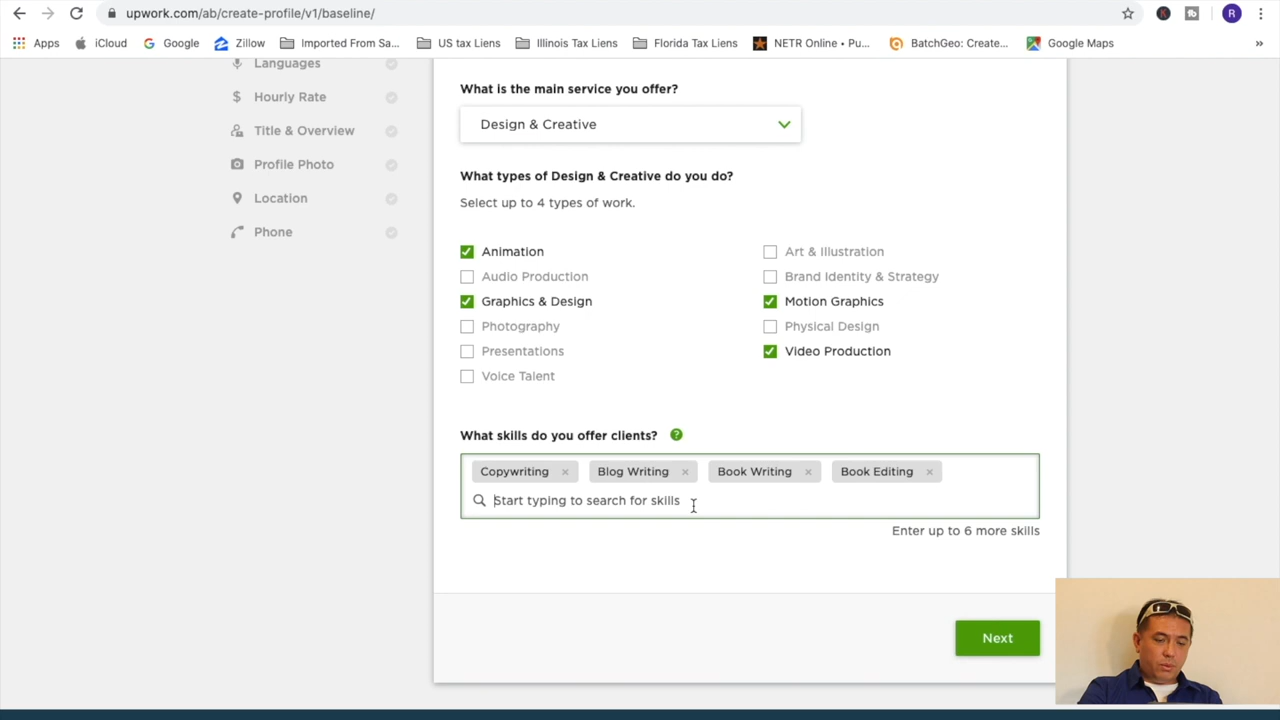 upwork.com/ab/create-profile/v1/baseline/
R
Apps iCloud Google Zillow Imported From Sa... US tax Liens Illinois Tax Liens Florida Tax Liens NETR Online • Pu... BatchGeo: Create... Google Maps »
Languages
Hourly Rate
Title & Overview
Profile Photo
Location
Phone
What is the main service you offer?
Design & Creative
What types of Design & Creative do you do?
Select up to 4 types of work.
Animation Art & Illustration
Audio Production Brand Identity & Strategy
Graphics & Design Motion Graphics
Photography Physical Design
Presentations Video Production
Voice Talent
What skills do you offer clients? ?
Copywriting × Blog Writing × Book Writing × Book Editing ×
Start typing to search for skills
Enter up to 6 more skills
Next